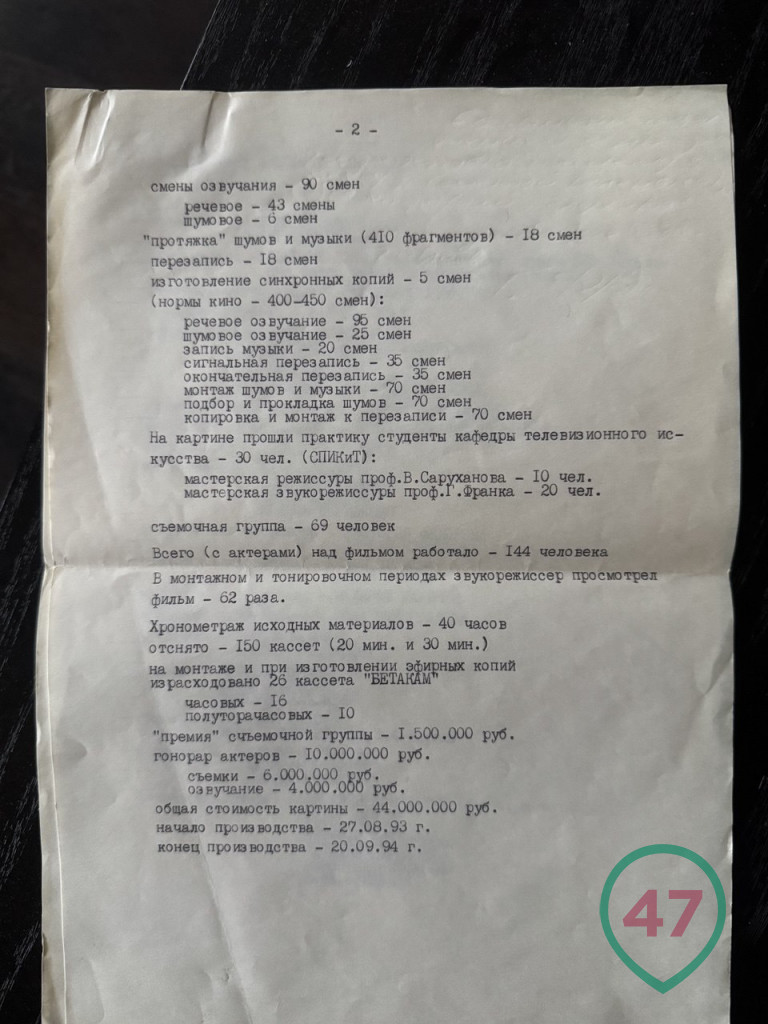 - 2 -
смены озвучания - 90 смен
речевое - 43 смены
шумовое - 6 смен
"протяжка" шумов и музыки (410 фрагментов) - 18 смен
перезапись - 18 смен
изготовление синхронных копий - 5 смен
(нормы кино - 400-450 смен):
речевое озвучание - 95 смен
шумовое озвучание - 25 смен
запись музыки - 20 смен
сигнальная перезапись - 35 смен
окончательная перезапись - 35 смен
монтаж шумов и музыки - 70 смен
подбор и прокладка шумов - 70 смен
копировка и монтаж к перезаписи - 70 смен
На картине прошли практику студенты кафедры телевизионного ис-
кусства - 30 чел. (СПИКиТ):
мастерская режиссуры проф.В.Саруханова - 10 чел.
мастерская звукорежиссуры проф.Г.Франка - 20 чел.
съемочная группа - 69 человек
Всего (с актерами) над фильмом работало - 144 человека
В монтажном и тонировочном периодах звукорежиссер просмотрел
фильм - 62 раза.
Хронометраж исходных материалов - 40 часов
отснято - 150 кассет (20 мин. и 30 мин.)
на монтаже и при изготовлении эфирных копий
израсходовано 26 кассета "БЕТАКАМ"
часовых - 16
полуторачасовых - 10
"премия" счъемочной группы - 1.500.000 руб.
гонорар актеров - 10.000.000 руб.
съемки - 6.000.000 руб.
озвучание - 4.000.000 руб.
общая стоимость картины - 44.000.000 руб.
начало производства - 27.08.93 г.
конец производства - 20.09.94 г.
47